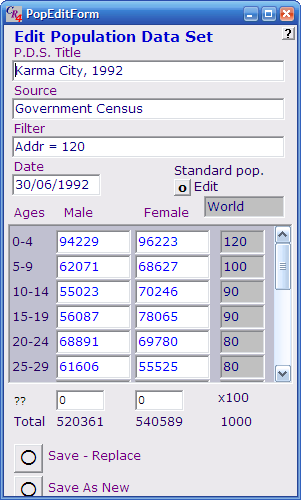 CR4 PopEditForm
Edit Population Data Set
?
P.D.S. Title
Karma City, 1992
Source
Government Census
Filter
Addr = 120
Date
Standard pop.
30/06/1992
o Edit
World
Ages Male Female
0-4 94229 96223 120
5-9 62071 68627 100
10-14 55023 70246 90
15-19 56087 78065 90
20-24 68891 69780 80
25-29 61606 55525 80
?? 0 0 x100
Total 520361 540589 1000
Save - Replace
Save As New